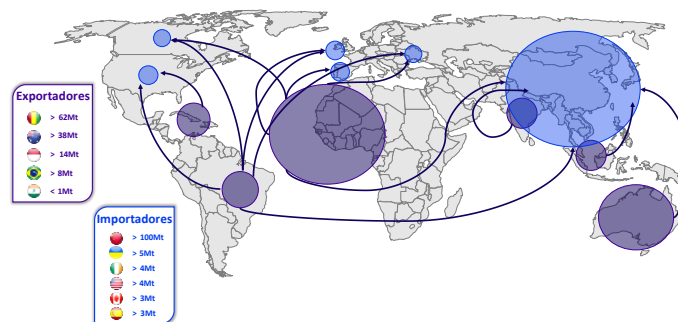 Exportadores
> 62Mt
> 38Mt
> 14Mt
> 8Mt
< 1Mt
Importadores
> 100Mt
> 5Mt
> 4Mt
> 4Mt
> 3Mt
> 3Mt